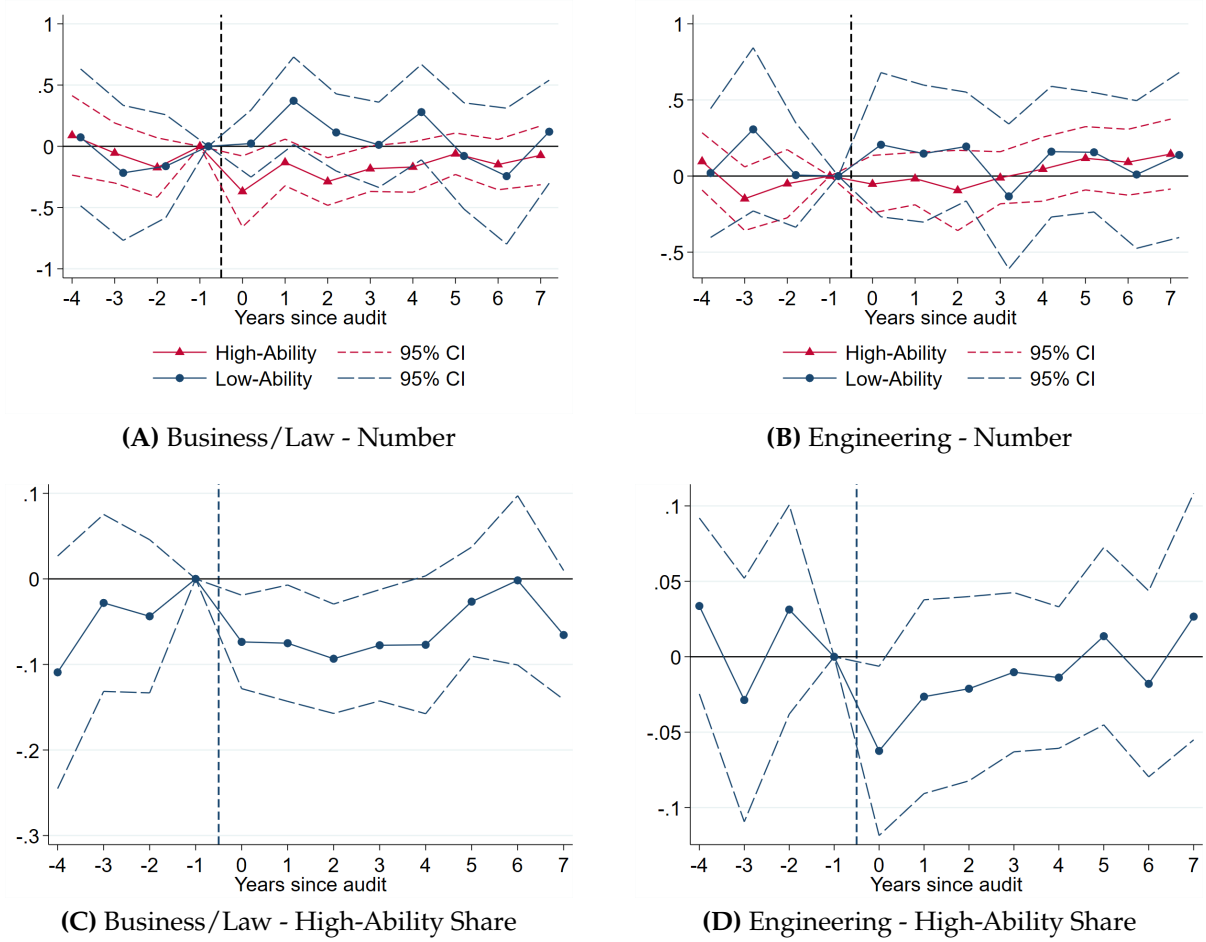 1
.5
0
-.5
-1
-4 -3 -2 -1 0 1 2 3 4 5 6 7
Years since audit
High-Ability 95% CI
Low-Ability 95% CI
(A) Business/Law - Number
1
.5
0
-.5
-4 -3 -2 -1 0 1 2 3 4 5 6 7
Years since audit
High-Ability 95% CI
Low-Ability 95% CI
(B) Engineering - Number
.1
0
-.1
-.2
-.3
-4 -3 -2 -1 0 1 2 3 4 5 6 7
Years since audit
(C) Business/Law - High-Ability Share
.1
.05
0
-.05
-.1
-4 -3 -2 -1 0 1 2 3 4 5 6 7
Years since audit
(D) Engineering - High-Ability Share